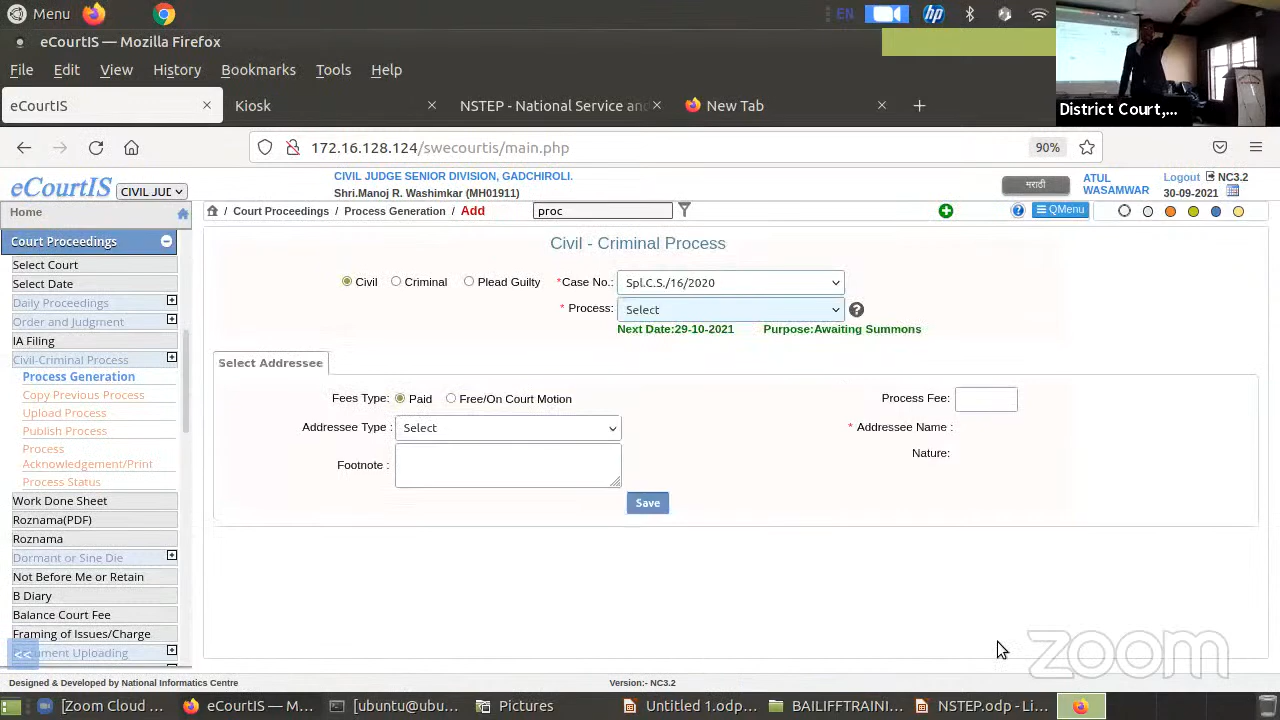 Menu
EN
hp
eCourtIS — Mozilla Firefox
File Edit View History Bookmarks Tools Help
District Court,...
eCourtIS × Kiosk × NSTEP - National Service and × New Tab × +
172.16.128.124/swecourtis/main.php 90%
eCourtIS CIVIL JUD
CIVIL JUDGE SENIOR DIVISION, GADCHIROLI.
Shri.Manoj R. Washimkar (MH01911)
मराठी
ATUL WASAMWAR
Logout NC3.2
30-09-2021
Home
/ Court Proceedings / Process Generation / Add proc
QMenu
Court Proceedings
Select Court
Select Date
Daily Proceedings
Order and Judgment
IA Filing
Civil-Criminal Process
Process Generation
Copy Previous Process
Upload Process
Publish Process
Process
Acknowledgement/Print
Process Status
Work Done Sheet
Roznama(PDF)
Roznama
Dormant or Sine Die
Not Before Me or Retain
B Diary
Balance Court Fee
Framing of Issues/Charge
Document Uploading
<<
Civil - Criminal Process
Civil Criminal Plead Guilty *Case No.: Spl.C.S./16/2020
* Process: Select
Next Date:29-10-2021 Purpose:Awaiting Summons
Select Addressee
Fees Type: Paid Free/On Court Motion Process Fee:
Addressee Type : Select * Addressee Name :
Nature:
Footnote :
Save
zoom
Designed & Developed by National Informatics Centre Version:- NC3.2
[Zoom Cloud ... eCourtIS — M... [ubuntu@ubu... Pictures Untitled 1.odp... BAILIFFTRAINI... NSTEP.odp - Li...